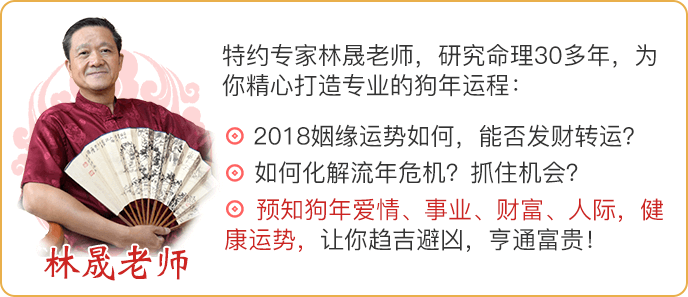 特约专家林晟老师，研究命理30多年，为
你精心打造专业的狗年运程：
2018姻缘运势如何，能否发财转运？
如何化解流年危机？抓住机会？
预知狗年爱情、事业、财富、人际，健
康运势，让你趋吉避凶，亨通富贵！
林晟老师